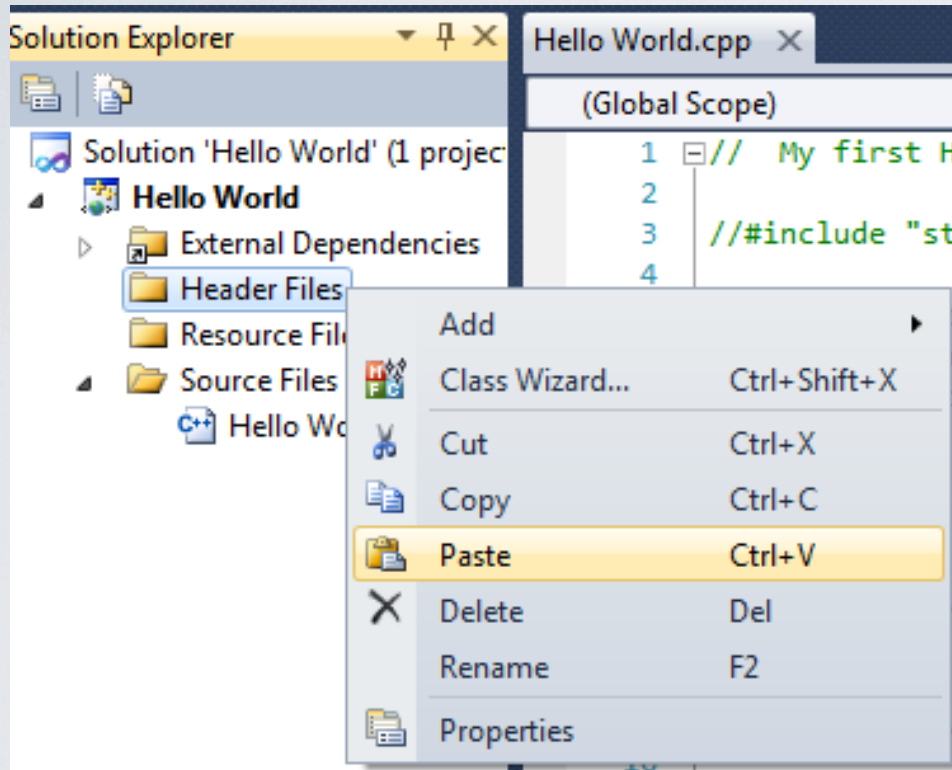 Solution Explorer
Solution 'Hello World' (1 projec
Hello World
External Dependencies
Header Files
Resource File
Source Files
Hello Wo
Hello World.cpp
(Global Scope)
1 // My first H
2
3 //#include "st
4
Add
Class Wizard... Ctrl+Shift+X
Cut Ctrl+X
Copy Ctrl+C
Paste Ctrl+V
Delete Del
Rename F2
Properties